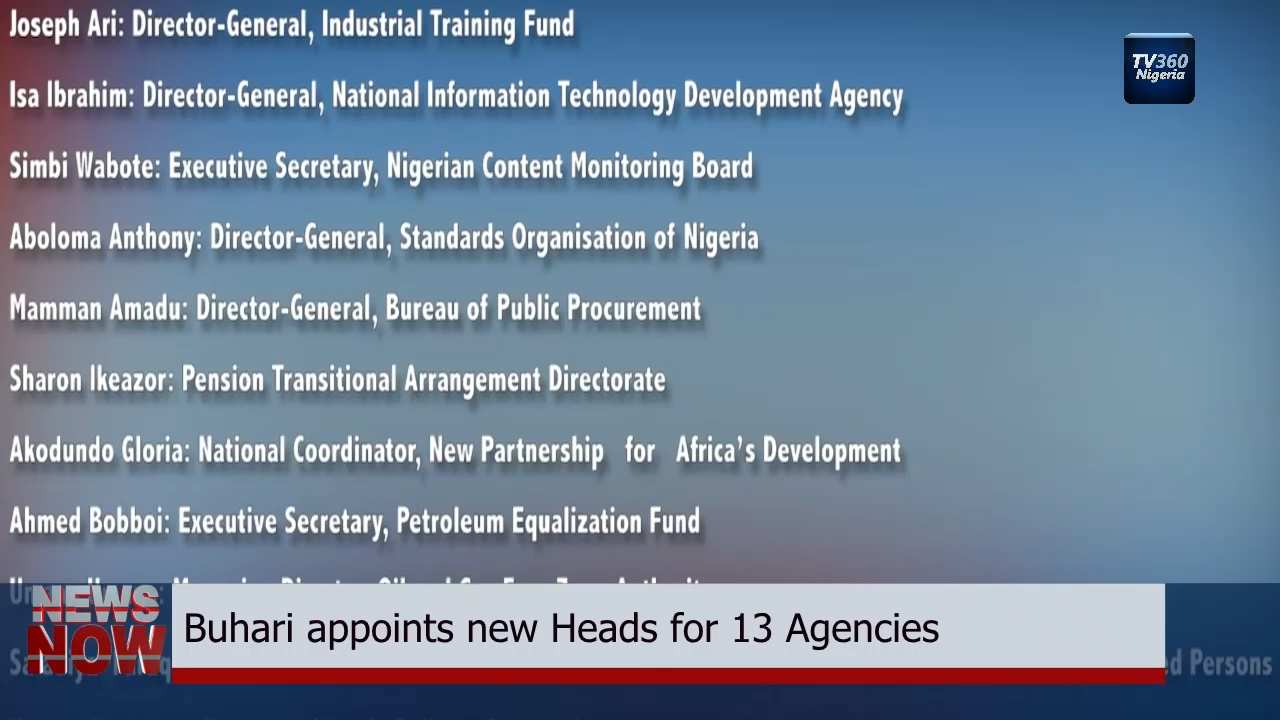 Joseph Ari: Director-General, Industrial Training Fund
TV360
Nigeria
Isa Ibrahim: Director-General, National Information Technology Development Agency
Simbi Wabote: Executive Secretary, Nigerian Content Monitoring Board
Aboloma Anthony: Director-General, Standards Organisation of Nigeria
Mamman Amadu: Director-General, Bureau of Public Procurement
Sharon Ikeazor: Pension Transitional Arrangement Directorate
Akodundo Gloria: National Coordinator, New Partnership for Africa's Development
Ahmed Bobboi: Executive Secretary, Petroleum Equalization Fund
NEWS
NOW
Buhari appoints new Heads for 13 Agencies
Persons